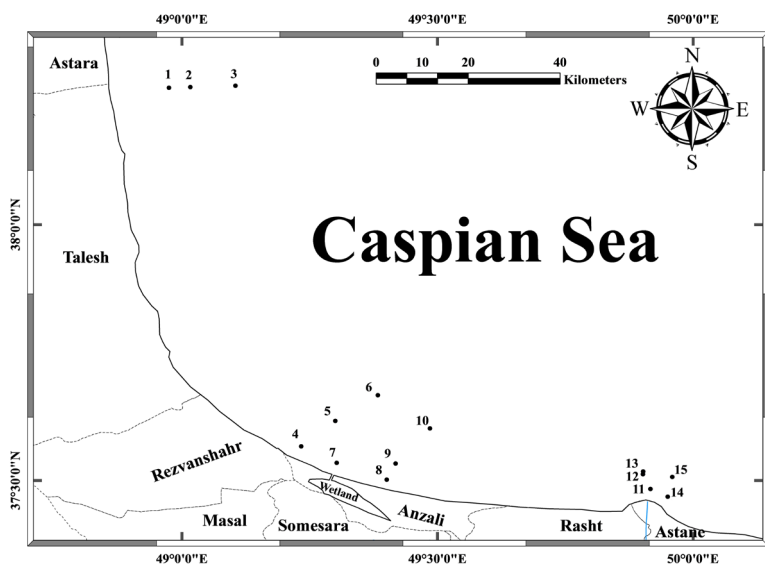 49°0'0"E 49°30'0"E 50°0'0"E
Astara
1 2 3
0 10 20 40
Kilometers
N
W E
S
38°0'0"N
Caspian Sea
Talesh
6
5
10
4
7
9
8
13
12
15
11
14
37°30'0"N
Rezvanshahr
Wetland
Masal
Somesara
Anzali
Rasht
Astane
49°0'0"E 49°30'0"E 50°0'0"E